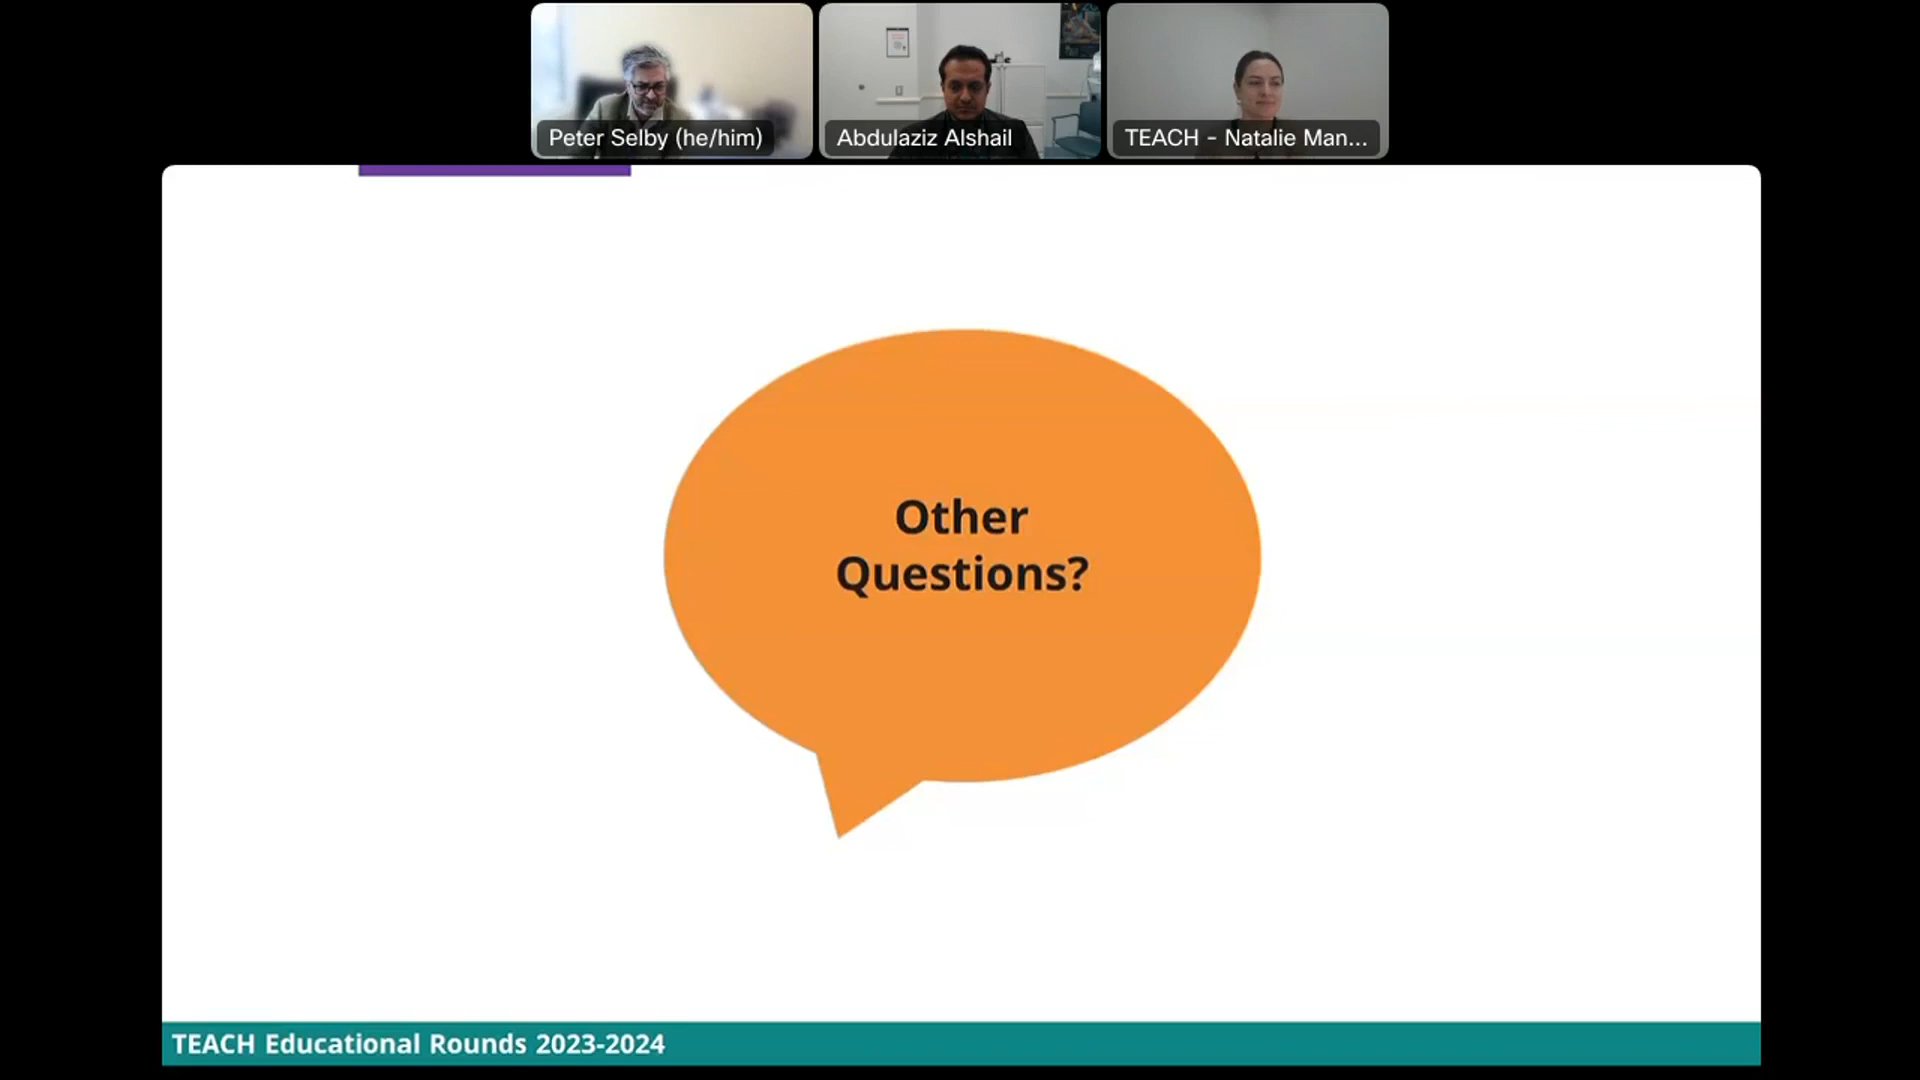 Peter Selby (he/him)
Abdulaziz Alshail
TEACH - Natalie Man...
Other
Questions?
TEACH Educational Rounds 2023-2024